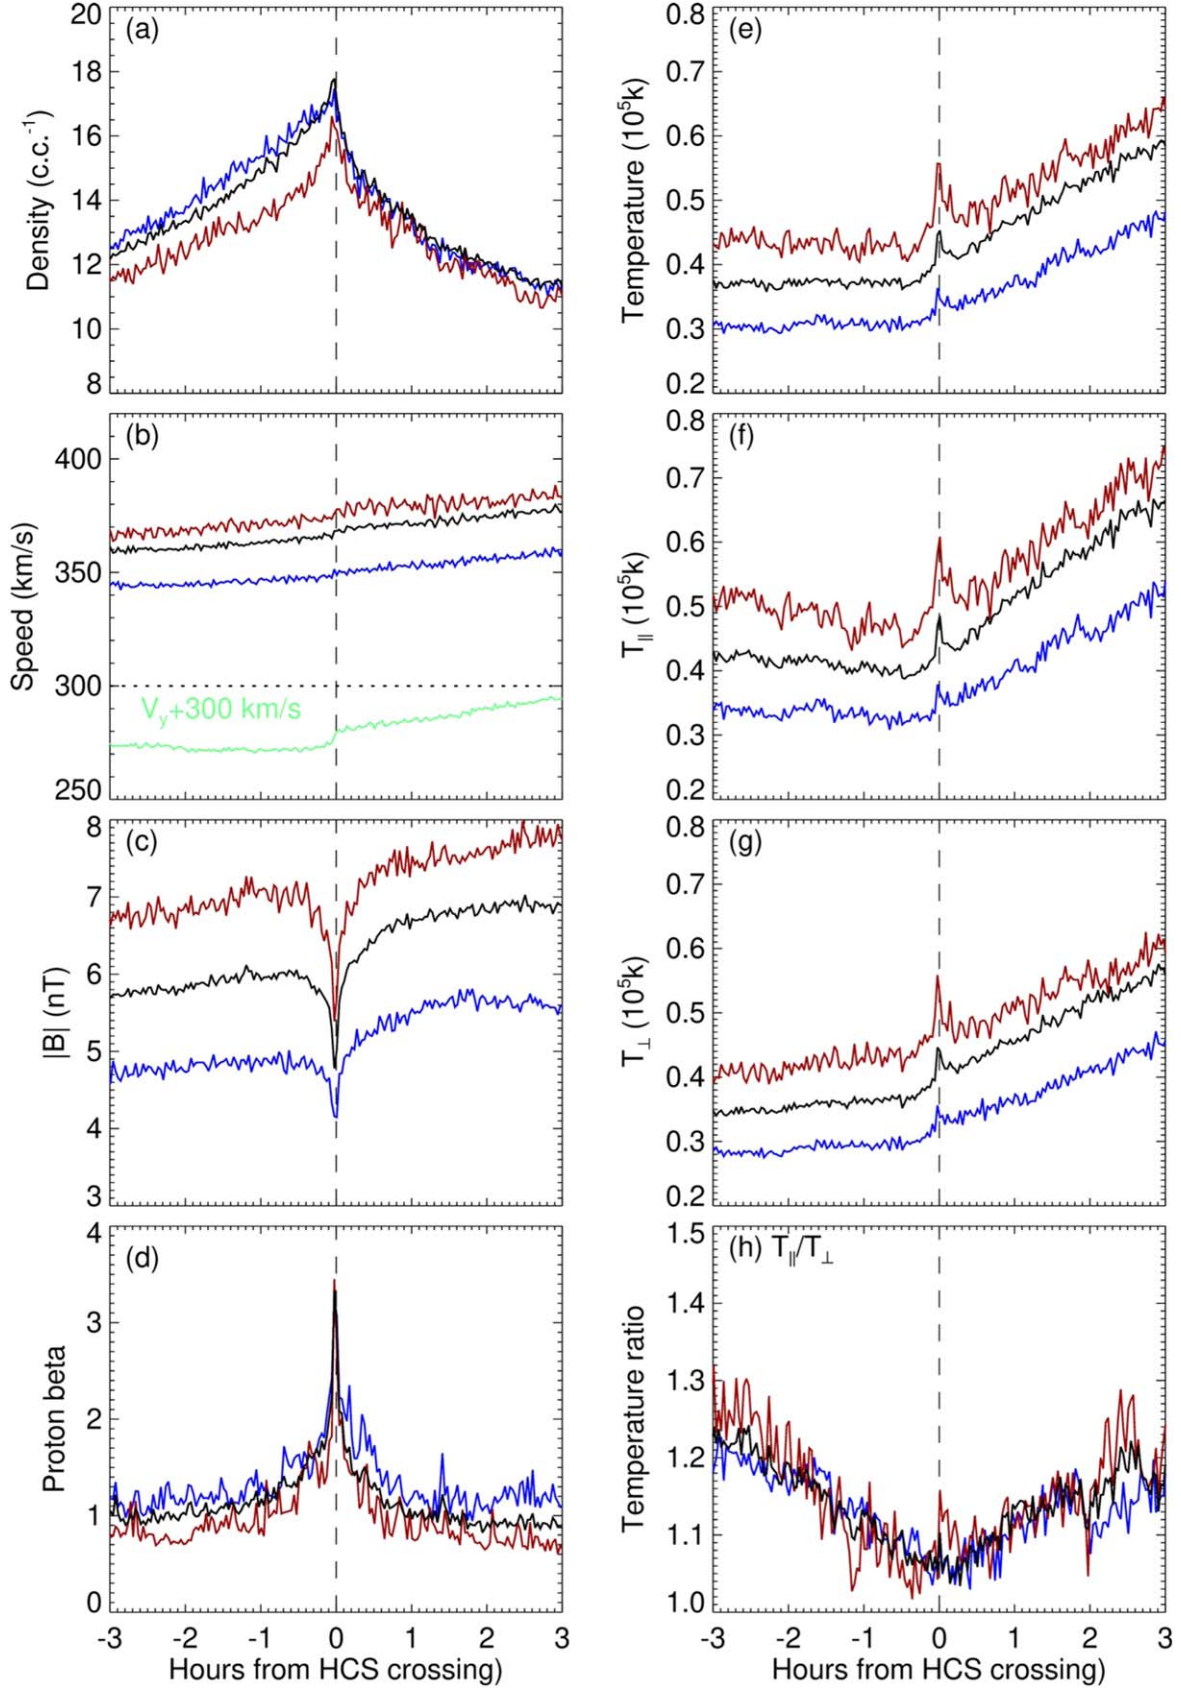 (a)
20
18
16
14
12
10
8
Density (c.c.⁻¹)
(b)
400
350
300
250
Speed (km/s)
V_y+300 km/s
(c)
8
7
6
5
4
3
|B| (nT)
(d)
4
3
2
1
0
Proton beta
-3 -2 -1 0 1 2 3
Hours from HCS crossing)
(e)
0.8
0.7
0.6
0.5
0.4
0.3
0.2
Temperature (10⁵k)
(f)
0.8
0.7
0.6
0.5
0.4
0.3
0.2
T_∥ (10⁵k)
(g)
0.8
0.7
0.6
0.5
0.4
0.3
0.2
T_⊥ (10⁵k)
(h) T_∥/T_⊥
1.5
1.4
1.3
1.2
1.1
1.0
Temperature ratio
-3 -2 -1 0 1 2 3
Hours from HCS crossing)